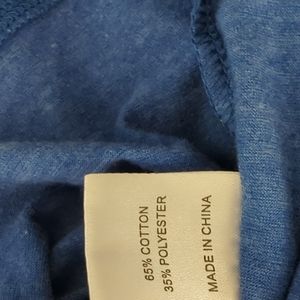 65% COTTON
35% POLYESTER
MADE IN CHINA